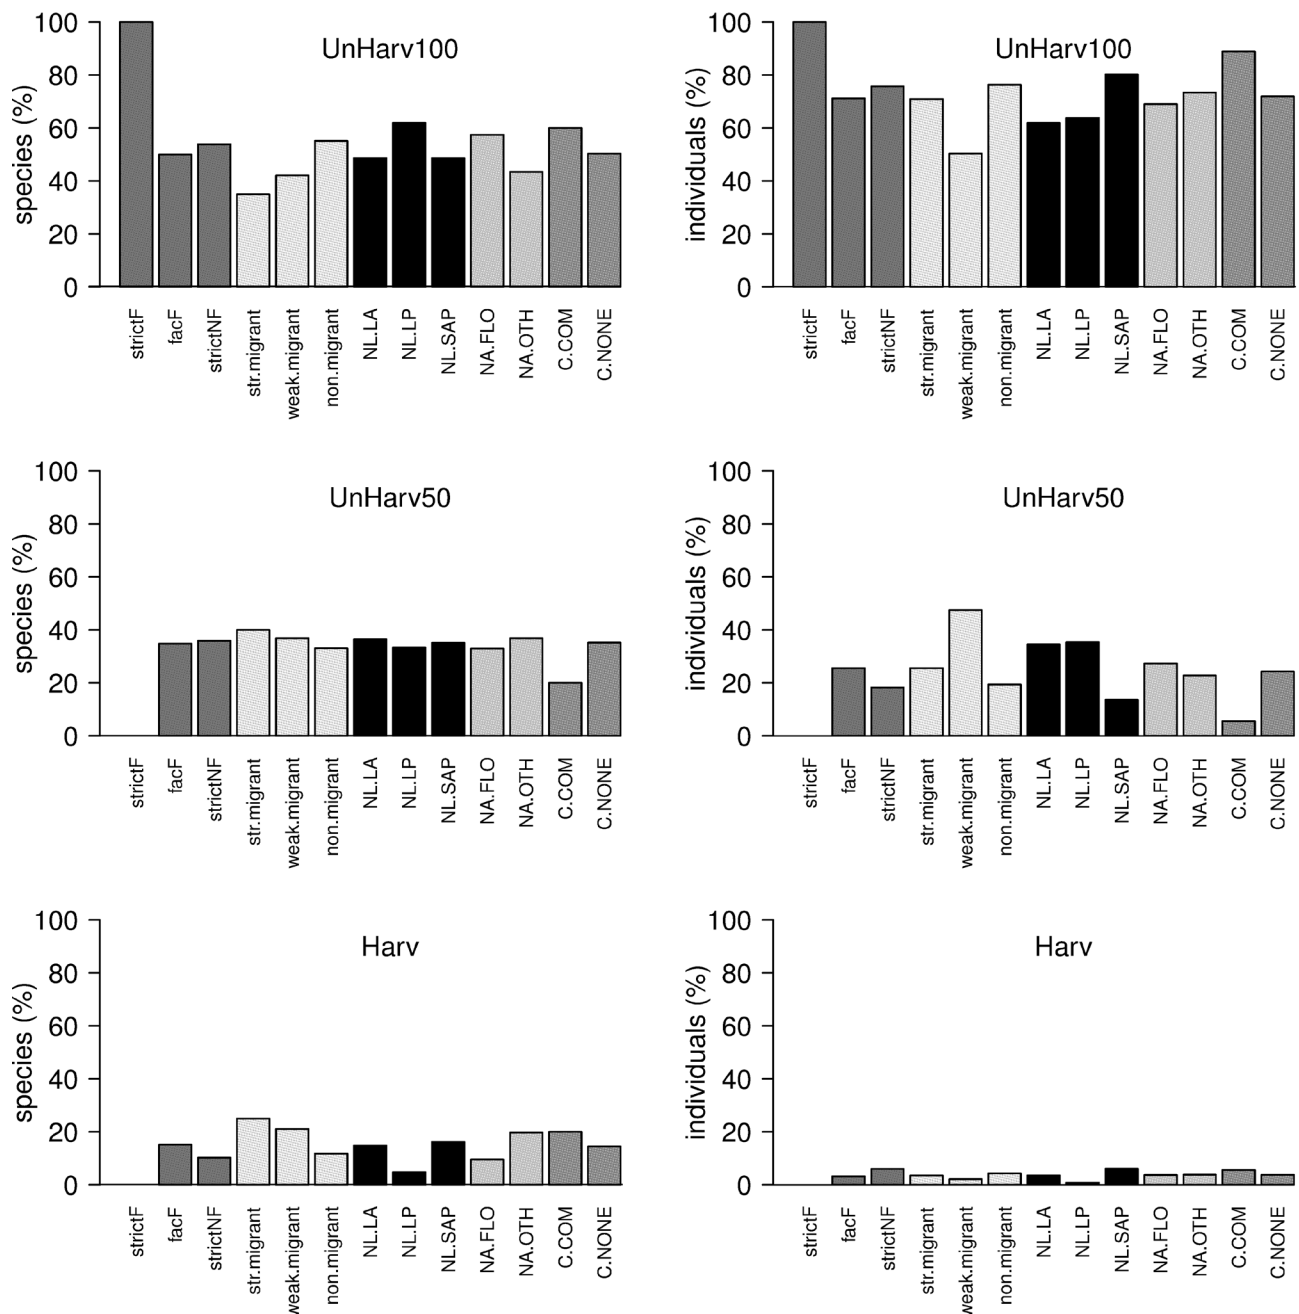 UnHarv100
species (%)
100
80
60
40
20
0
strictF
facF
strictNF
str.migrant
weak.migrant
non.migrant
NL.LA
NL.LP
NL.SAP
NA.FLO
NA.OTH
C.COM
C.NONE
UnHarv100
individuals (%)
100
80
60
40
20
0
strictF
facF
strictNF
str.migrant
weak.migrant
non.migrant
NL.LA
NL.LP
NL.SAP
NA.FLO
NA.OTH
C.COM
C.NONE
UnHarv50
species (%)
100
80
60
40
20
0
strictF
facF
strictNF
str.migrant
weak.migrant
non.migrant
NL.LA
NL.LP
NL.SAP
NA.FLO
NA.OTH
C.COM
C.NONE
UnHarv50
individuals (%)
100
80
60
40
20
0
strictF
facF
strictNF
str.migrant
weak.migrant
non.migrant
NL.LA
NL.LP
NL.SAP
NA.FLO
NA.OTH
C.COM
C.NONE
Harv
species (%)
100
80
60
40
20
0
strictF
facF
strictNF
str.migrant
weak.migrant
non.migrant
NL.LA
NL.LP
NL.SAP
NA.FLO
NA.OTH
C.COM
C.NONE
Harv
individuals (%)
100
80
60
40
20
0
strictF
facF
strictNF
str.migrant
weak.migrant
non.migrant
NL.LA
NL.LP
NL.SAP
NA.FLO
NA.OTH
C.COM
C.NONE